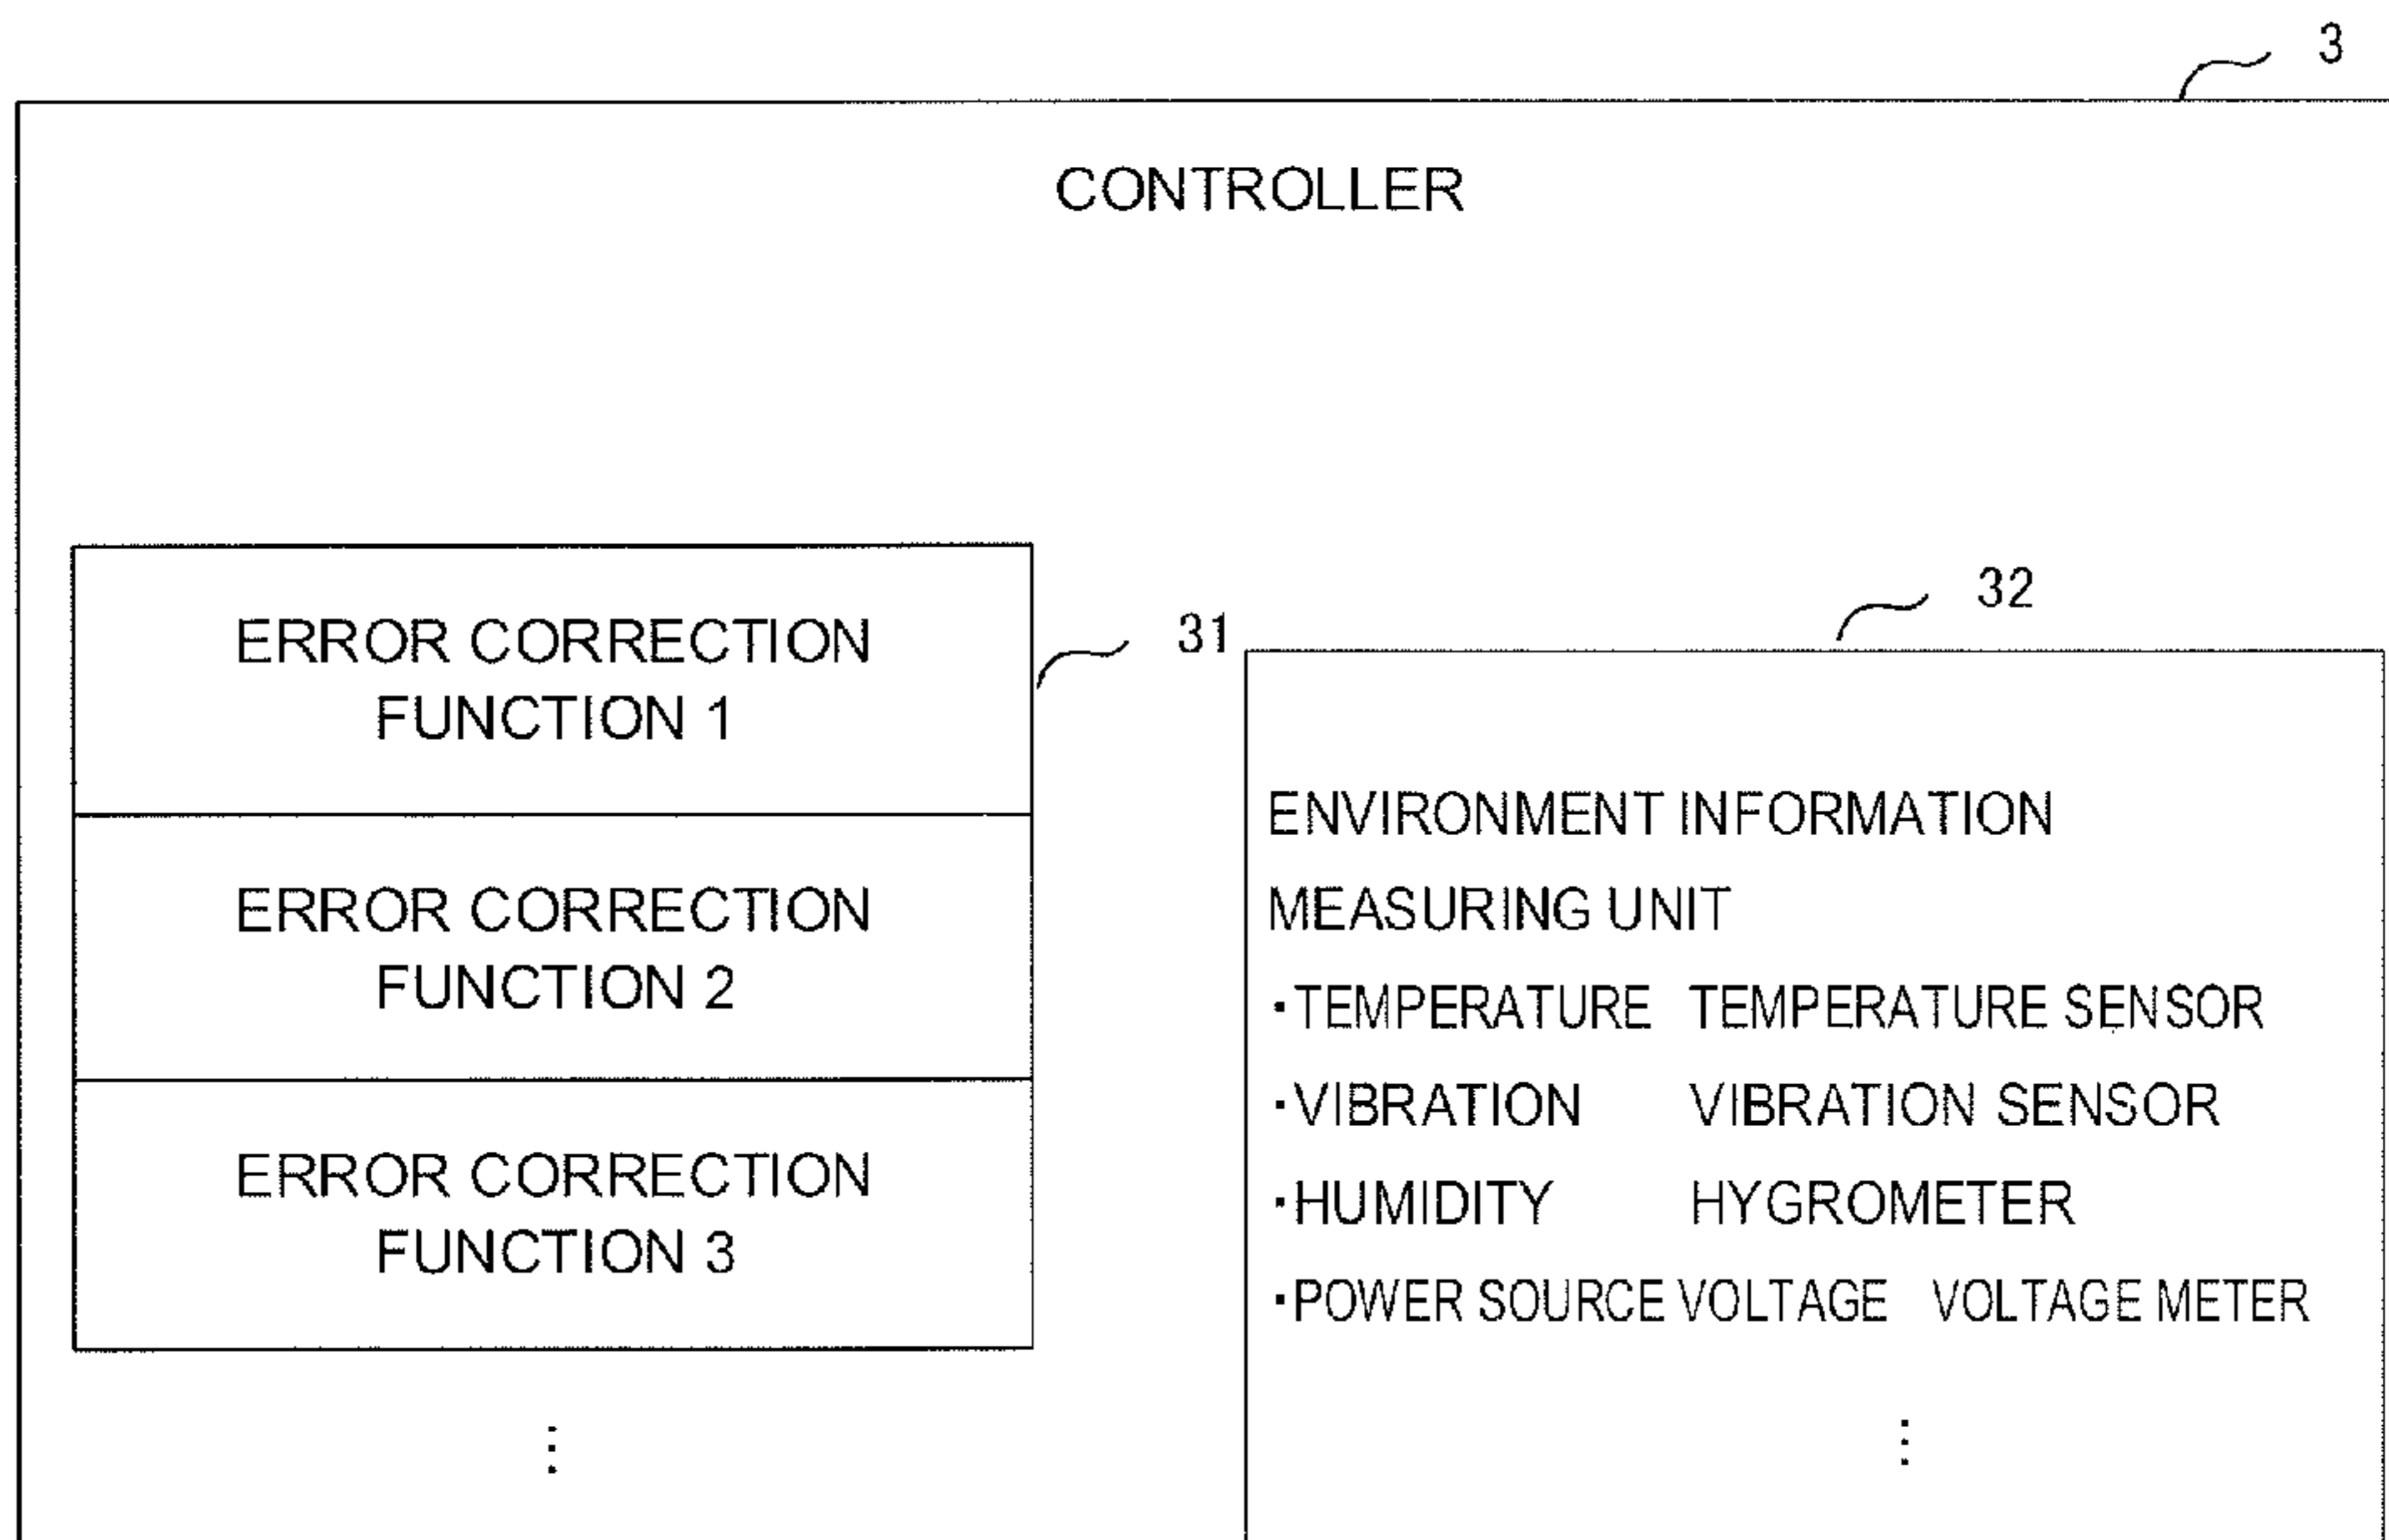 3
CONTROLLER
ERROR CORRECTION
FUNCTION 1
31
ERROR CORRECTION
FUNCTION 2
ERROR CORRECTION
FUNCTION 3
⋮
32
ENVIRONMENT INFORMATION
MEASURING UNIT
・TEMPERATURE TEMPERATURE SENSOR
・VIBRATION VIBRATION SENSOR
・HUMIDITY HYGROMETER
・POWER SOURCE VOLTAGE VOLTAGE METER
⋮